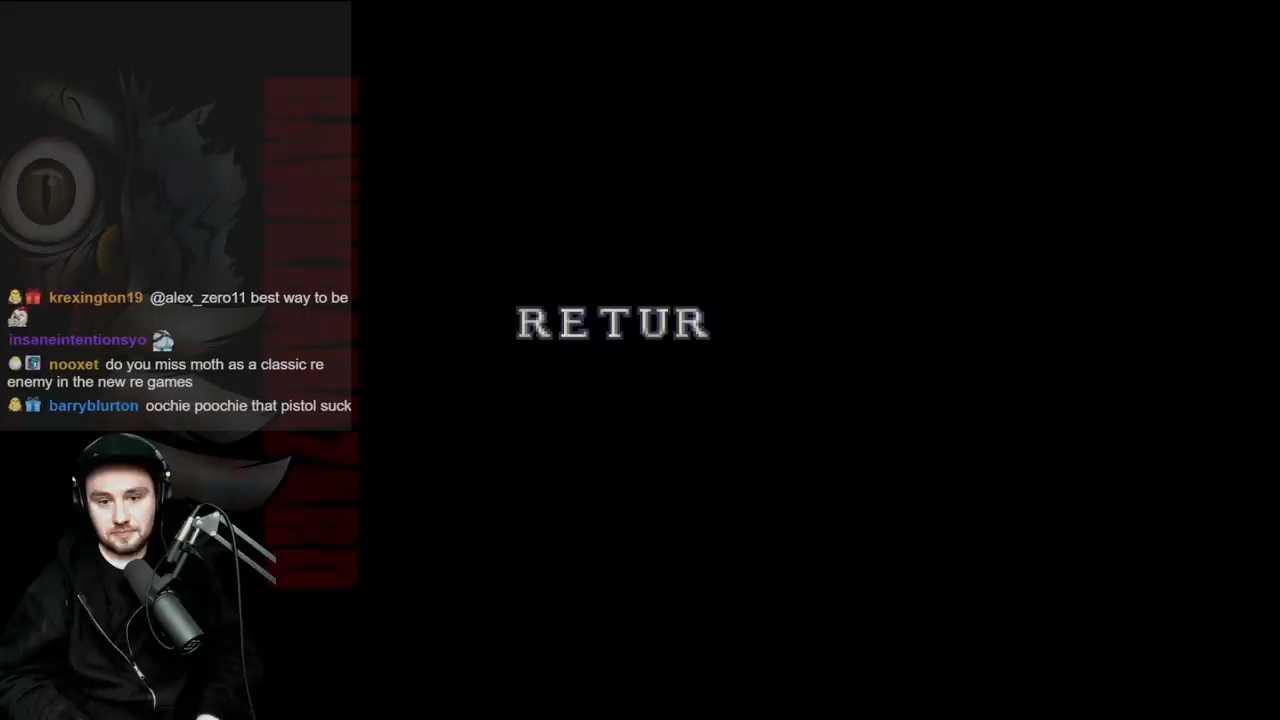 krexington19 @alex_zero11 best way to be
insaneintentionsyo
nooxet do you miss moth as a classic re
enemy in the new re games
barryblurton oochie poochie that pistol suck
RETUR